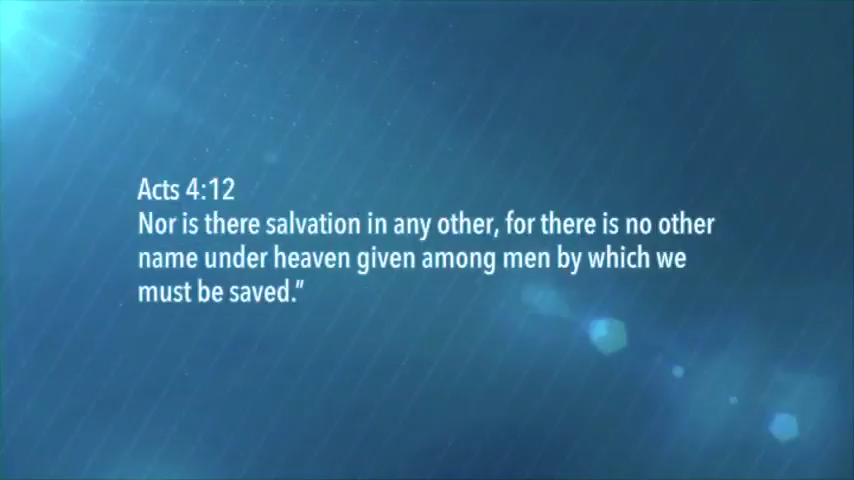 Acts 4:12
Nor is there salvation in any other, for there is no other
name under heaven given among men by which we
must be saved.”